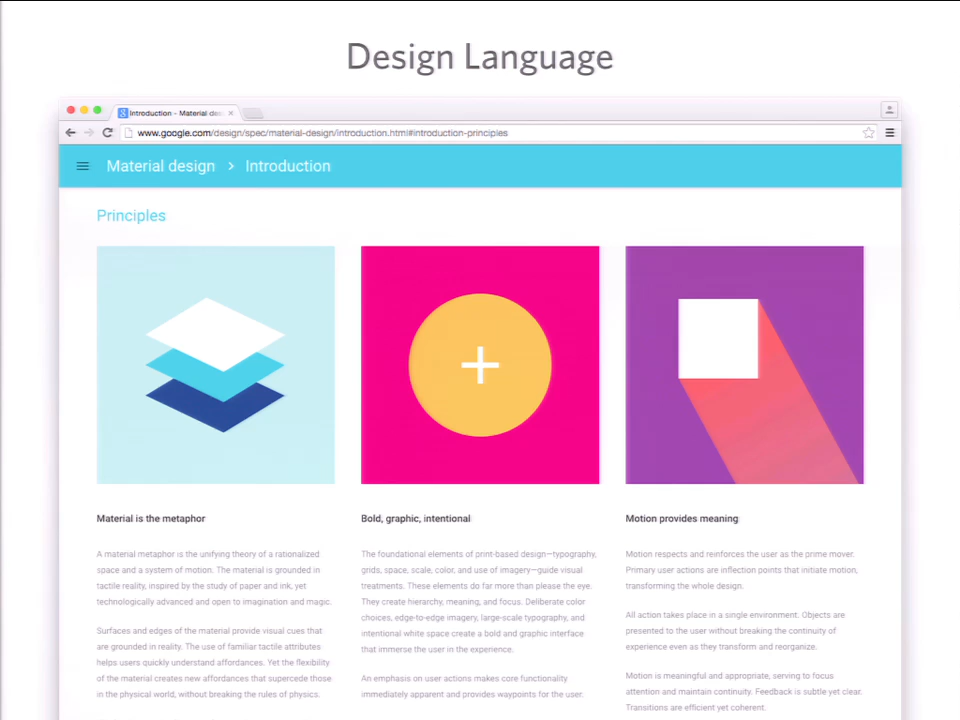 Design Language
Introduction - Material des
www.google.com/design/spec/material-design/introduction.html#introduction-principles
Material design > Introduction
Principles
Material is the metaphor
A material metaphor is the unifying theory of a rationalized
space and a system of motion. The material is grounded in
tactile reality, inspired by the study of paper and ink, yet
technologically advanced and open to imagination and magic.
Surfaces and edges of the material provide visual cues that
are grounded in reality. The use of familiar tactile attributes
helps users quickly understand affordances. Yet the flexibility
of the material creates new affordances that supercede those
in the physical world, without breaking the rules of physics.
Bold, graphic, intentional
The foundational elements of print-based design—typography,
grids, space, scale, color, and use of imagery—guide visual
treatments. These elements do far more than please the eye.
They create hierarchy, meaning, and focus. Deliberate color
choices, edge-to-edge imagery, large-scale typography, and
intentional white space create a bold and graphic interface
that immerse the user in the experience.
An emphasis on user actions makes core functionality
immediately apparent and provides waypoints for the user.
Motion provides meaning
Motion respects and reinforces the user as the prime mover.
Primary user actions are inflection points that initiate motion,
transforming the whole design.
All action takes place in a single environment. Objects are
presented to the user without breaking the continuity of
experience even as they transform and reorganize.
Motion is meaningful and appropriate, serving to focus
attention and maintain continuity. Feedback is subtle yet clear.
Transitions are efficient yet coherent.